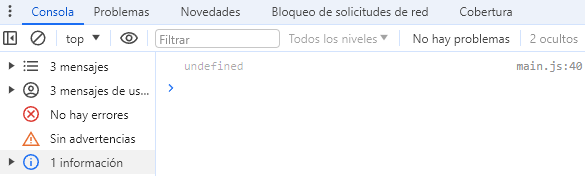 Consola Problemas Novedades Bloqueo de solicitudes de red Cobertura
top Filtrar Todos los niveles No hay problemas 2 ocultos
3 mensajes
undefined main.js:40
3 mensajes de us...
No hay errores
Sin advertencias
1 información